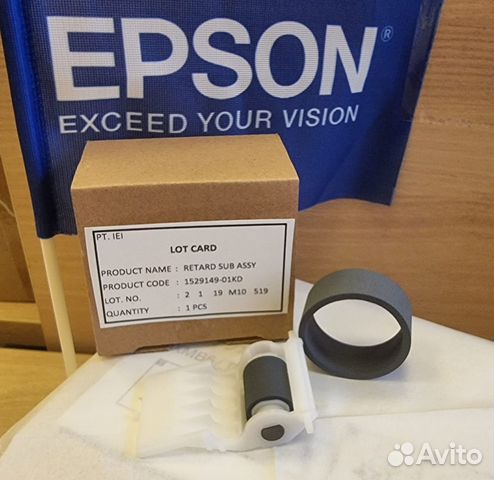 EPSON®
EXCEED YOUR VISION
PT. IEI
LOT CARD
PRODUCT NAME : RETARD SUB ASSY
PRODUCT CODE : 1529149-01KD
LOT. NO. : 2 1 19 M10 519
QUANTITY : 1 PCS
Avito